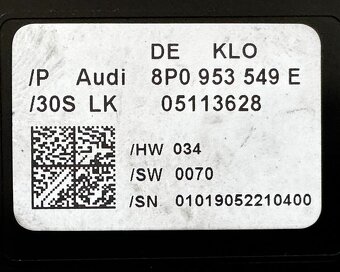 DE KLO
/P Audi 8P0 953 549 E
/30S LK 05113628
/HW 034
/SW 0070
/SN 01019052210400